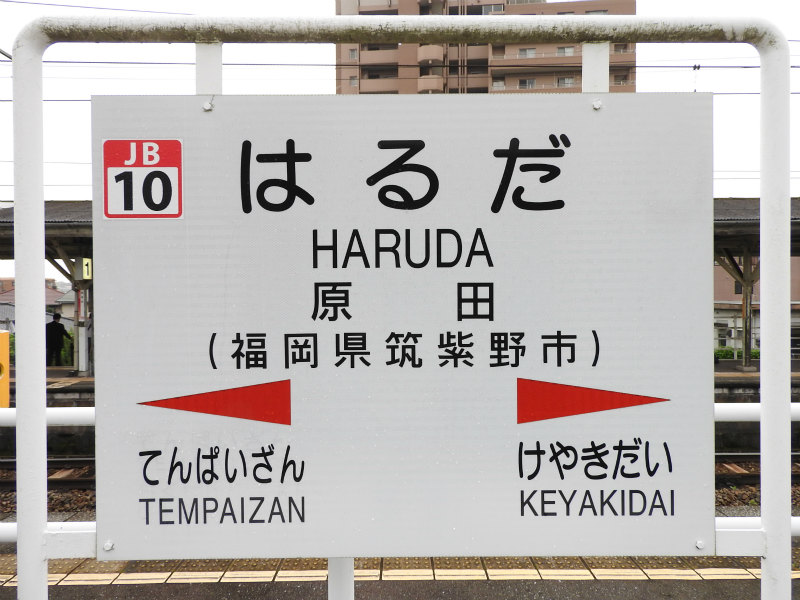 JB
10
はるだ
HARUDA
原田
(福岡県筑紫野市)
てんぱいざん けやきだい
TEMPAIZAN KEYAKIDAI
1